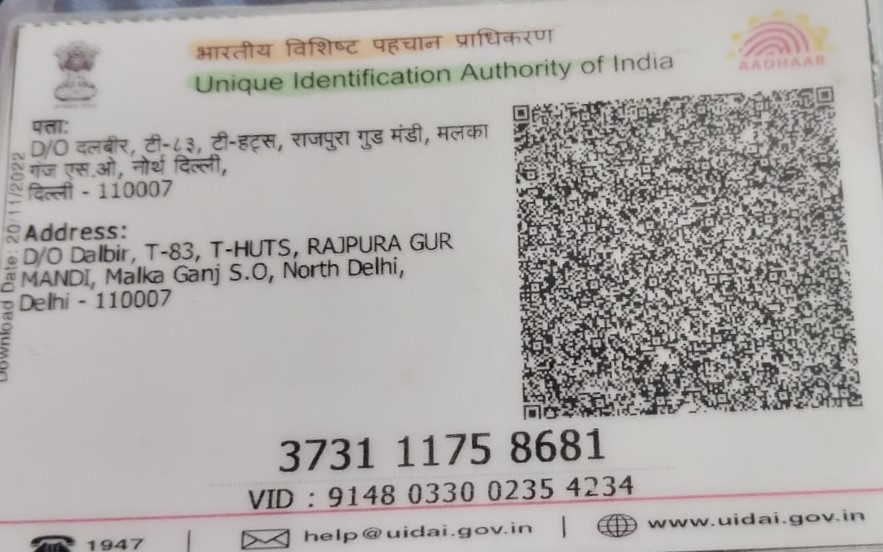 भारतीय विशिष्ट पहचान प्राधिकरण
Unique Identification Authority of India
AADHAAR
पता:
D/O दलबीर, टी-८३, टी-हट्स, राजपुरा गुड मंडी, मलका
गंज एस.ओ, नोर्थ दिल्ली,
दिल्ली - 110007
Download Date: 20/11/2022
Address:
D/O Dalbir, T-83, T-HUTS, RAJPURA GUR
MANDI, Malka Ganj S.O, North Delhi,
Delhi - 110007
3731 1175 8681
VID : 9148 0330 0235 4234
1947 | help@uidai.gov.in | www.uidai.gov.in